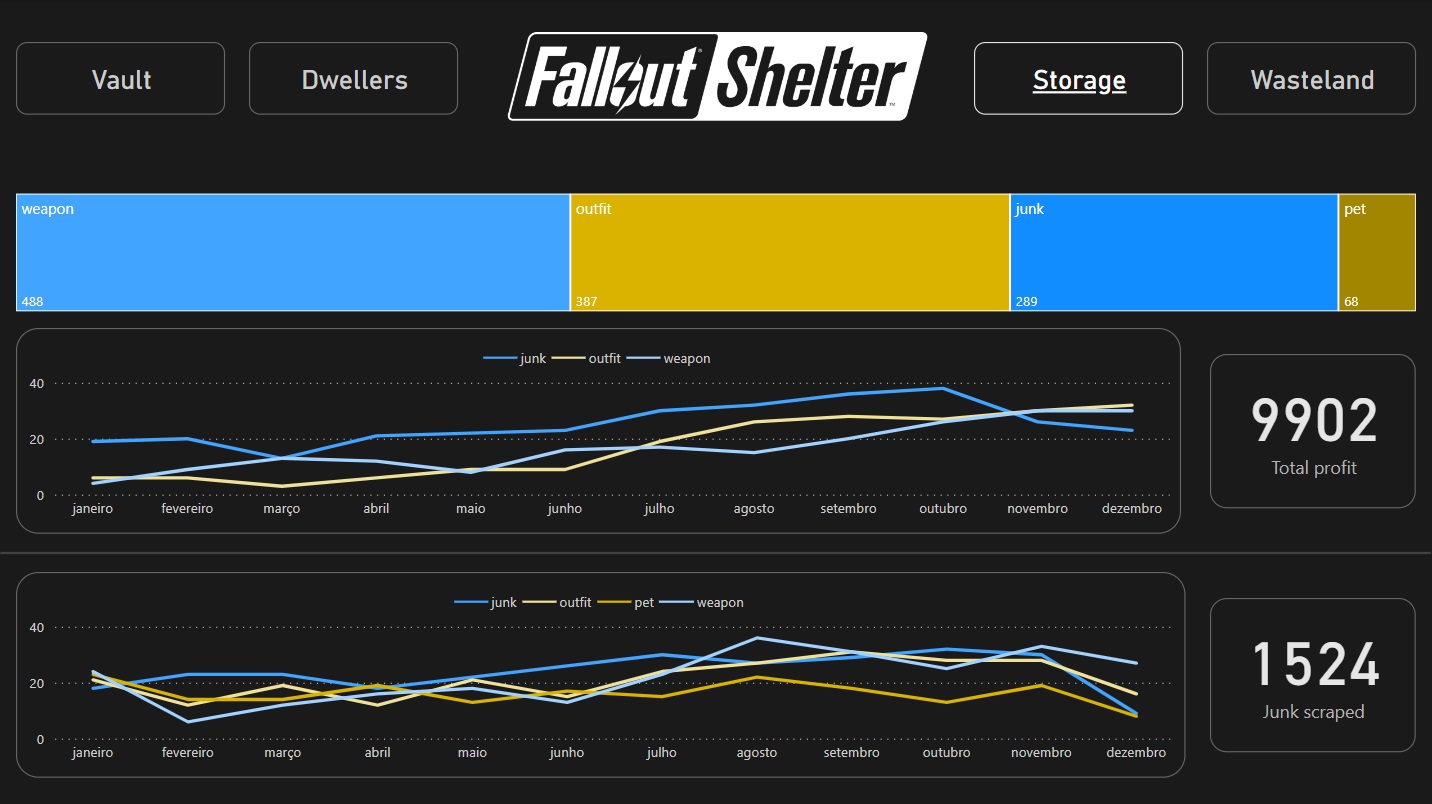 Vault
Dwellers
Fallout® Shelter™
Storage
Wasteland
weapon
outfit
junk
pet
488
387
289
68
junk outfit weapon
40
20
0
janeiro fevereiro março abril maio junho julho agosto setembro outubro novembro dezembro
9902
Total profit
junk outfit pet weapon
40
20
0
janeiro fevereiro março abril maio junho julho agosto setembro outubro novembro dezembro
1524
Junk scraped